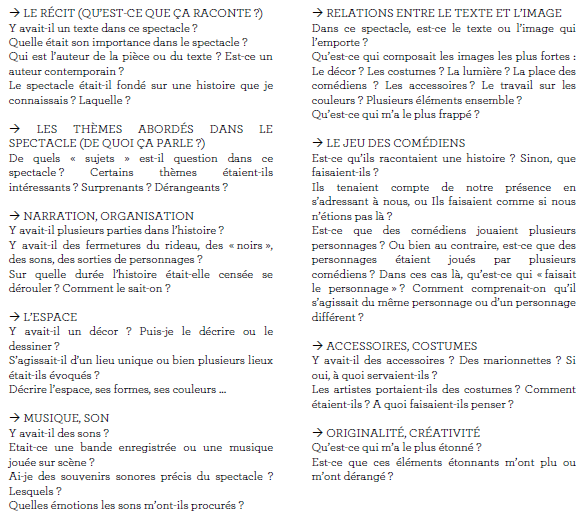 → LE RÉCIT (QU'EST-CE QUE ÇA RACONTE ?)
Y avait-il un texte dans ce spectacle ?
Quelle était son importance dans le spectacle ?
Qui est l'auteur de la pièce ou du texte ? Est-ce un
auteur contemporain ?
Le spectacle était-il fondé sur une histoire que je
connaissais ? Laquelle ?
→ LES THÈMES ABORDÉS DANS LE
SPECTACLE (DE QUOI ÇA PARLE ?)
De quels « sujets » est-il question dans ce
spectacle ? Certains thèmes étaient-ils
intéressants ? Surprenants ? Dérangeants ?
→ NARRATION, ORGANISATION
Y avait-il plusieurs parties dans l'histoire ?
Y avait-il des fermetures du rideau, des « noirs »,
des sons, des sorties de personnages ?
Sur quelle durée l'histoire était-elle censée se
dérouler ? Comment le sait-on ?
→ L'ESPACE
Y avait-il un décor ? Puis-je le décrire ou le
dessiner ?
S'agissait-il d'un lieu unique ou bien plusieurs lieux
était-ils évoqués ?
Décrire l'espace, ses formes, ses couleurs ...
→ MUSIQUE, SON
Y avait-il des sons ?
Etait-ce une bande enregistrée ou une musique
jouée sur scène ?
Ai-je des souvenirs sonores précis du spectacle ?
Lesquels ?
Quelles émotions les sons m'ont-ils procurés ?
→ RELATIONS ENTRE LE TEXTE ET L'IMAGE
Dans ce spectacle, est-ce le texte ou l'image qui
l'emporte ?
Qu'est-ce qui composait les images les plus fortes :
Le décor ? Les costumes ? La lumière ? La place des
comédiens ? Les accessoires ? Le travail sur les
couleurs ? Plusieurs éléments ensemble ?
Qu'est-ce qui m'a le plus frappé ?
→ LE JEU DES COMÉDIENS
Est-ce qu'ils racontaient une histoire ? Sinon, que
faisaient-ils ?
Ils tenaient compte de notre présence en
s'adressant à nous, ou Ils faisaient comme si nous
n'étions pas là ?
Est-ce que des comédiens jouaient plusieurs
personnages ? Ou bien au contraire, est-ce que des
personnages étaient joués par plusieurs
comédiens ? Dans ces cas là, qu'est-ce qui « faisait
le personnage » ? Comment comprenait-on qu'il
s'agissait du même personnage ou d'un personnage
différent ?
→ ACCESSOIRES, COSTUMES
Y avait-il des accessoires ? Des marionnettes ? Si
oui, à quoi servaient-ils ?
Les artistes portaient-ils des costumes ? Comment
étaient-ils ? A quoi faisaient-ils penser ?
→ ORIGINALITÉ, CRÉATIVITÉ
Qu'est-ce qui m'a le plus étonné ?
Est-ce que ces éléments étonnants m'ont plu ou
m'ont dérangé ?